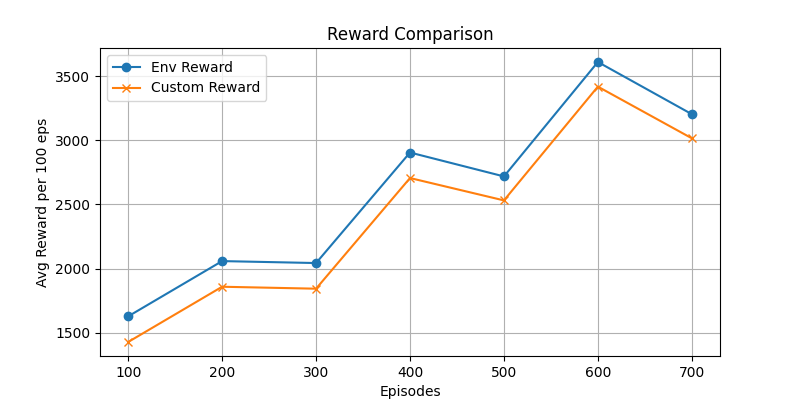 Reward Comparison
Env Reward
Custom Reward
Avg Reward per 100 eps
3500
3000
2500
2000
1500
100 200 300 400 500 600 700
Episodes